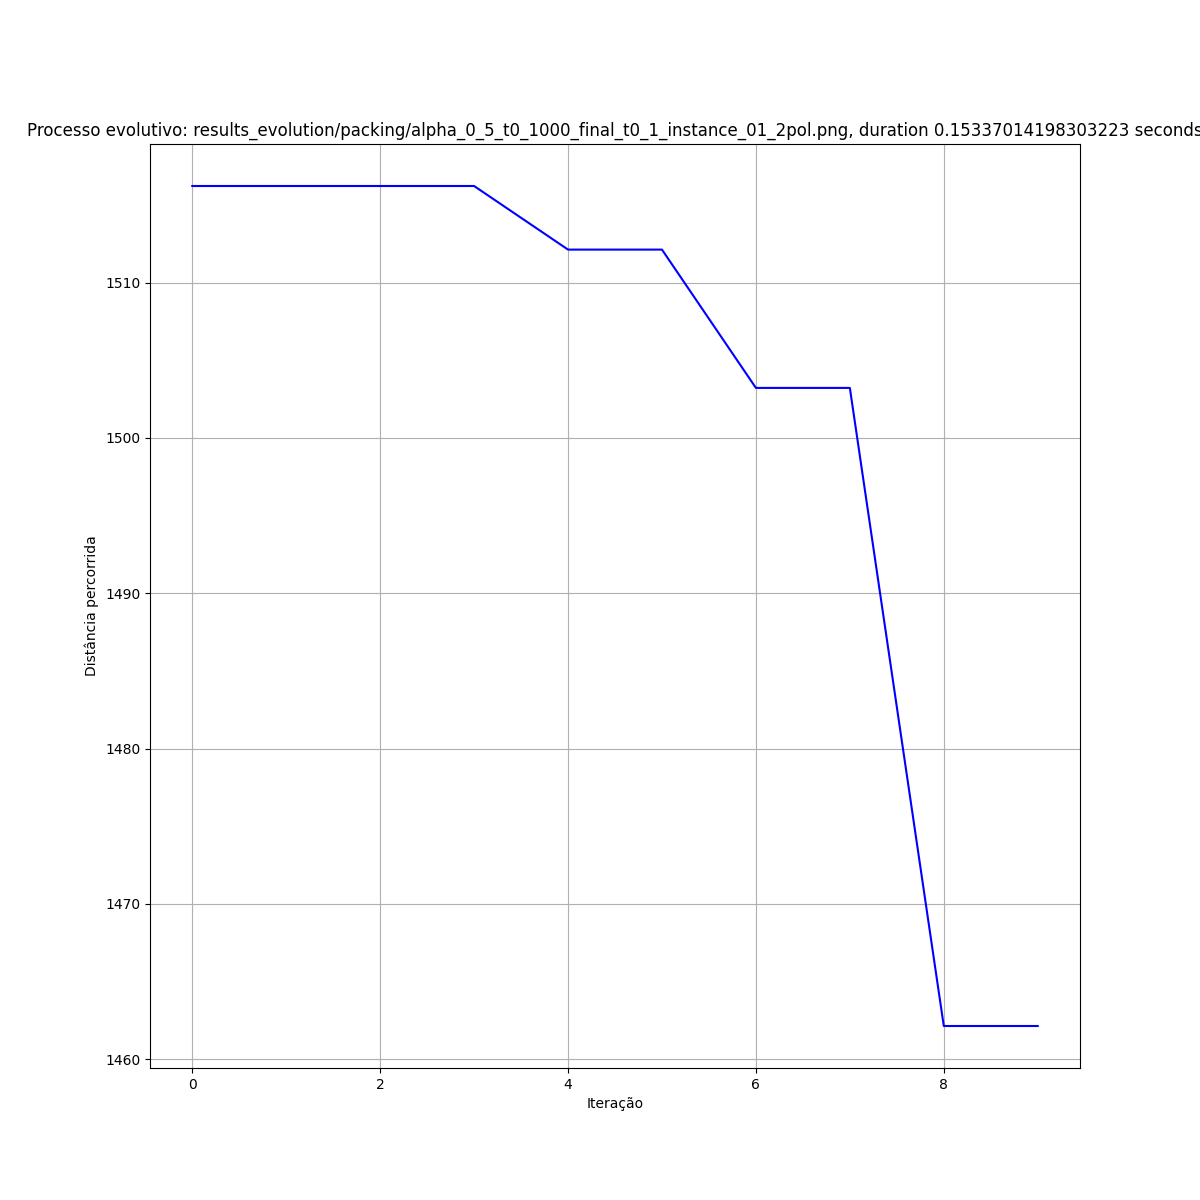 Processo evolutivo: results_evolution/packing/alpha_0_5_t0_1000_final_t0_1_instance_01_2pol.png, duration 0.15337014198303223 seconds
1510
1500
1490
1480
1470
1460
Distância percorrida
0 2 4 6 8
Iteração